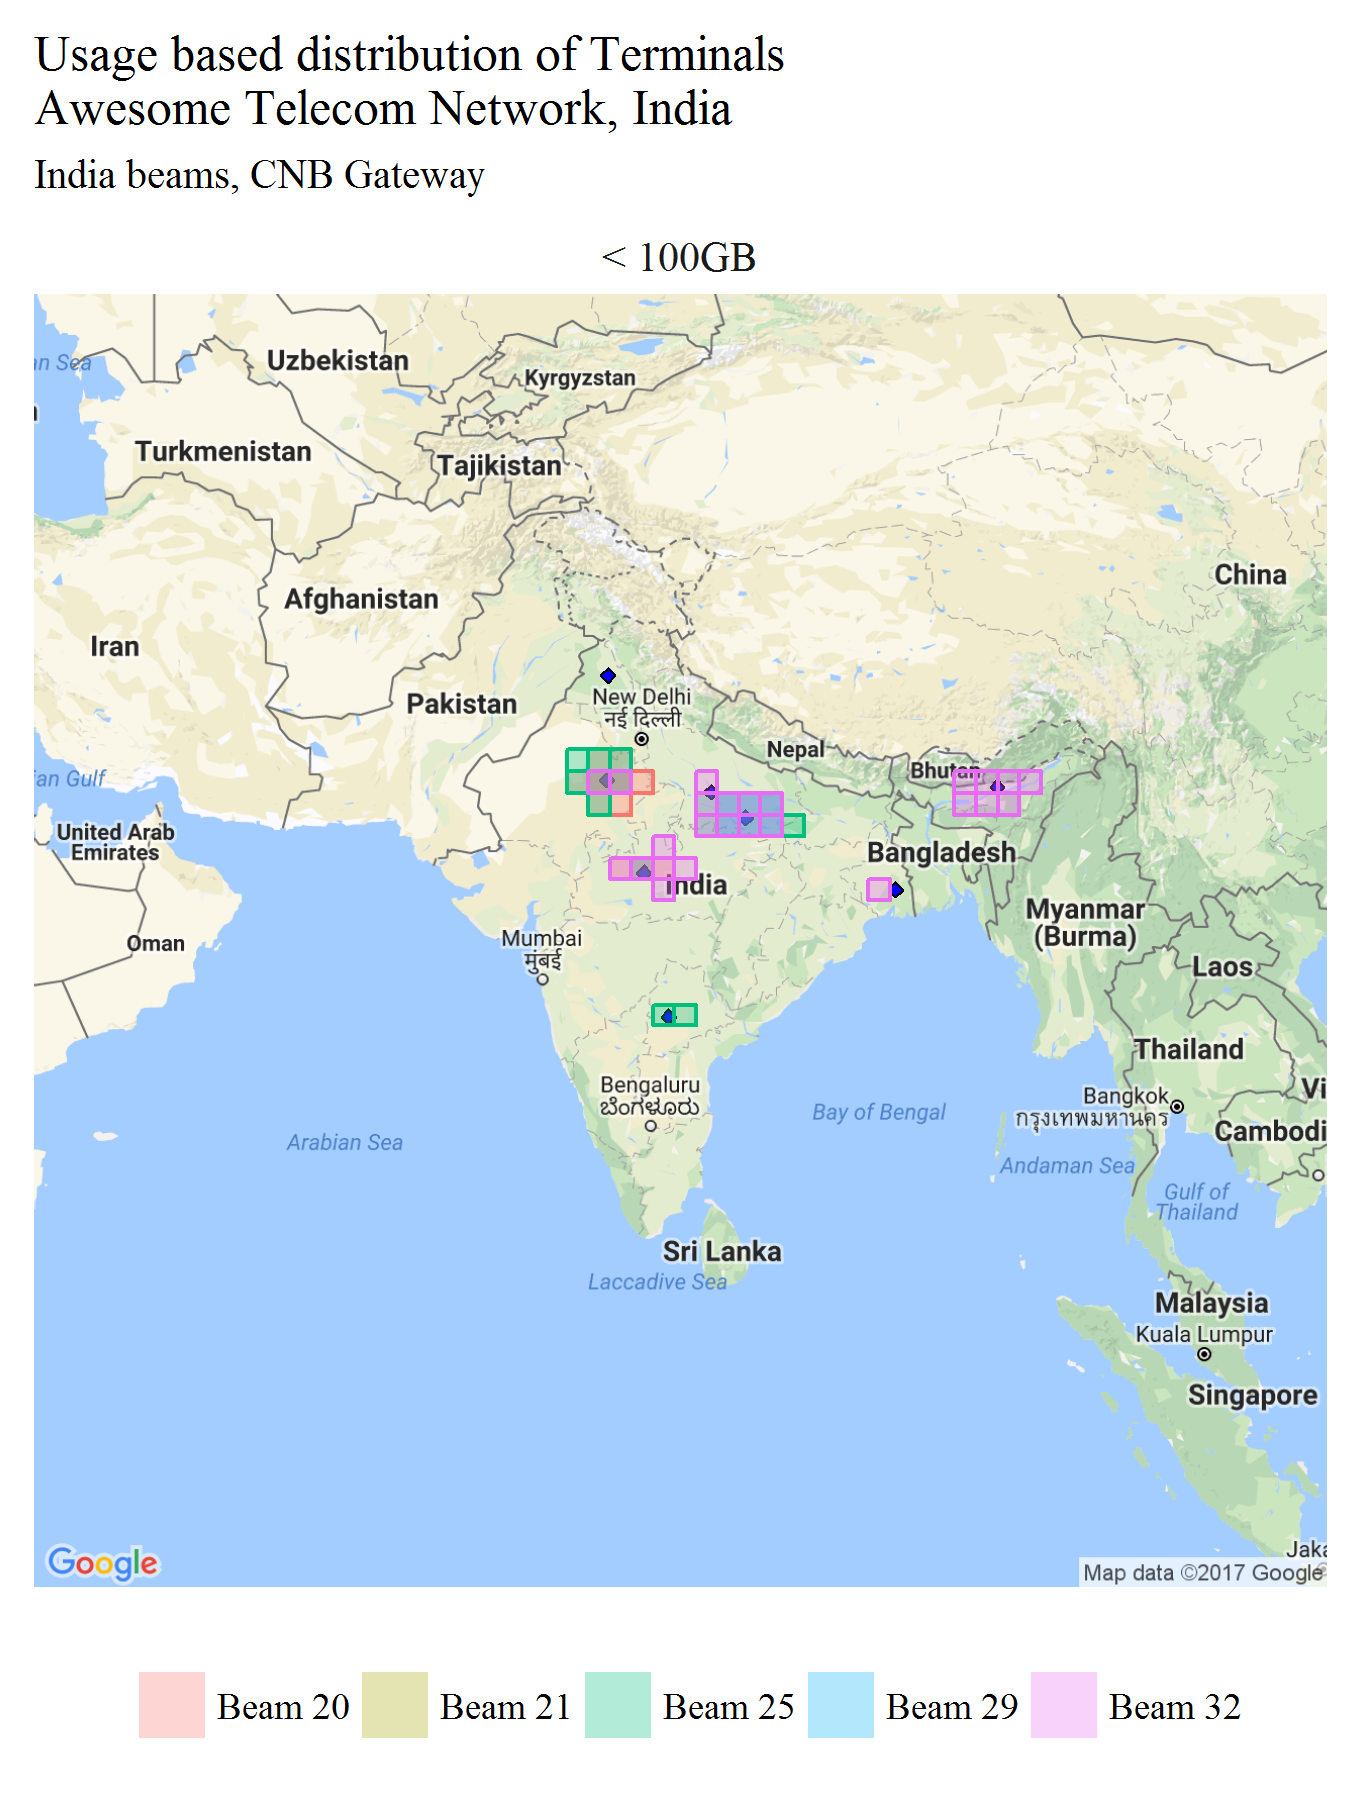 Usage based distribution of Terminals
Awesome Telecom Network, India
India beams, CNB Gateway
< 100GB
Uzbekistan
an Sea
Kyrgyzstan
Turkmenistan
Tajikistan
China
Afghanistan
Iran
Pakistan
New Delhi
नई दिल्ली
Nepal
Bhutan
an Gulf
United Arab
Emirates
Bangladesh
India
Myanmar
(Burma)
Oman
Mumbai
मुंबई
Laos
Thailand
Bengaluru
ಬೆಂಗಳೂರು
Vi
Bangkok
กรุงเทพมหานคร
Bay of Bengal
Cambodi
Arabian Sea
Andaman Sea
Gulf of
Thailand
Sri Lanka
Laccadive Sea
Malaysia
Kuala Lumpur
Singapore
Jaka
Google
Map data ©2017 Google
Beam 20 Beam 21 Beam 25 Beam 29 Beam 32